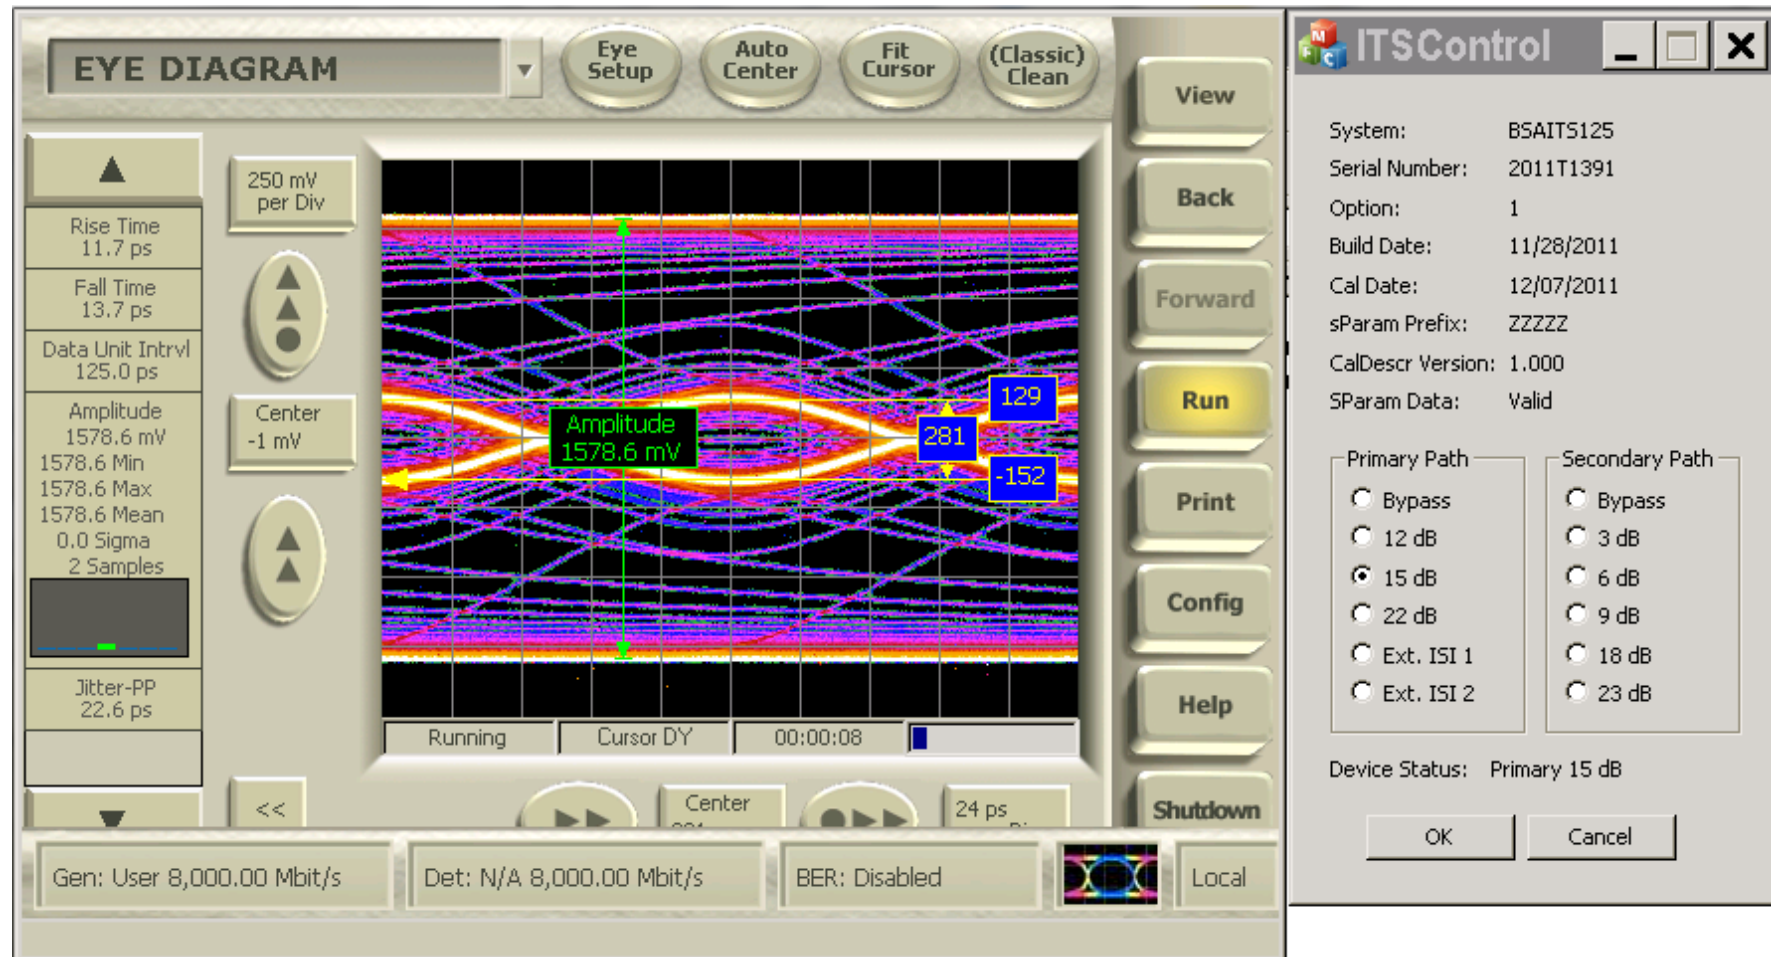 EYE DIAGRAM
Eye
Setup
Auto
Center
Fit
Cursor
(Classic)
Clean
Rise Time
11.7 ps
Fall Time
13.7 ps
Data Unit Intrvl
125.0 ps
Amplitude
1578.6 mV
1578.6 Min
1578.6 Max
1578.6 Mean
0.0 Sigma
2 Samples
Jitter-PP
22.6 ps
250 mV
per Div
Center
-1 mV
<<
Amplitude
1578.6 mV
129
281
-152
Running
Cursor DY
00:00:08
Center
24 ps
View
Back
Forward
Run
Print
Config
Help
Shutdown
Gen: User 8,000.00 Mbit/s
Det: N/A 8,000.00 Mbit/s
BER: Disabled
Local
ITSControl
System: BSAITS125
Serial Number: 2011T1391
Option: 1
Build Date: 11/28/2011
Cal Date: 12/07/2011
sParam Prefix: ZZZZZ
CalDescr Version: 1.000
SParam Data: Valid
Primary Path
Bypass
12 dB
15 dB
22 dB
Ext. ISI 1
Ext. ISI 2
Secondary Path
Bypass
3 dB
6 dB
9 dB
18 dB
23 dB
Device Status: Primary 15 dB
OK
Cancel